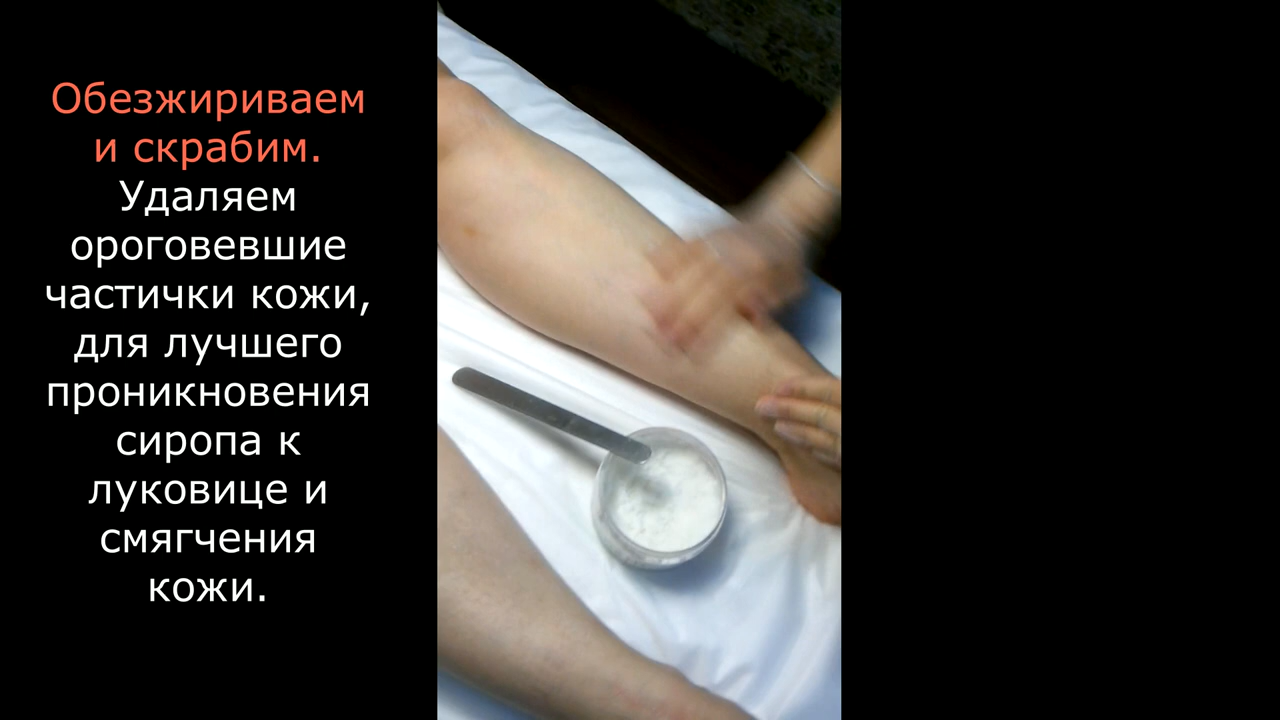 Обезжириваем
и скрабим.
Удаляем
ороговевшие
частички кожи,
для лучшего
проникновения
сиропа к
луковице и
смягчения
кожи.